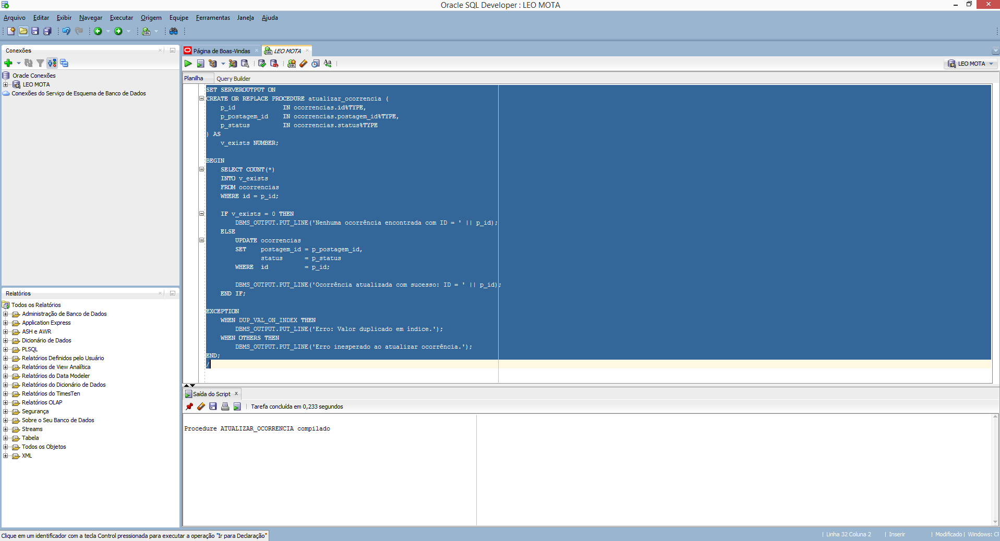 Oracle SQL Developer : LEO MOTA
Arquivo Editar Exibir Navegar Executar Origem Equipe Ferramentas Janela Ajuda
Conexões
Oracle Conexões
LEO MOTA
Conexões do Serviço de Esquema de Banco de Dados
Relatórios
Todos os Relatórios
Administração de Banco de Dados
Application Express
ASH e AWR
Dicionário de Dados
PLSQL
Relatórios Definidos pelo Usuário
Relatórios de View Analítica
Relatórios do Data Modeler
Relatórios do Dicionário de Dados
Relatórios do TimesTen
Relatórios OLAP
Segurança
Sobre o Seu Banco de Dados
Streams
Tabela
Todos os Objetos
XML
Página de Boas-Vindas LEO MOTA
LEO MOTA
Planilha Query Builder
SET SERVEROUTPUT ON
CREATE OR REPLACE PROCEDURE atualizar_ocorrencia (
    p_id             IN ocorrencias.id%TYPE,
    p_postagem_id    IN ocorrencias.postagem_id%TYPE,
    p_status         IN ocorrencias.status%TYPE
) AS
    v_exists NUMBER;
BEGIN
    SELECT COUNT(*)
    INTO v_exists
    FROM ocorrencias
    WHERE id = p_id;
    IF v_exists = 0 THEN
        DBMS_OUTPUT.PUT_LINE('Nenhuma ocorrência encontrada com ID = ' || p_id);
    ELSE
        UPDATE ocorrencias
        SET    postagem_id = p_postagem_id,
               status      = p_status
        WHERE  id          = p_id;
        DBMS_OUTPUT.PUT_LINE('Ocorrência atualizada com sucesso: ID = ' || p_id);
    END IF;
EXCEPTION
    WHEN DUP_VAL_ON_INDEX THEN
        DBMS_OUTPUT.PUT_LINE('Erro: Valor duplicado em índice.');
    WHEN OTHERS THEN
        DBMS_OUTPUT.PUT_LINE('Erro inesperado ao atualizar ocorrência.');
END;
/
Saída do Script
Tarefa concluída em 0,233 segundos
Procedure ATUALIZAR_OCORRENCIA compilado
Clique em um identificador com a tecla Control pressionada para executar a operação "Ir para Declaração"
Linha 32 Coluna 2 | Inserir | Modificado | Windows: